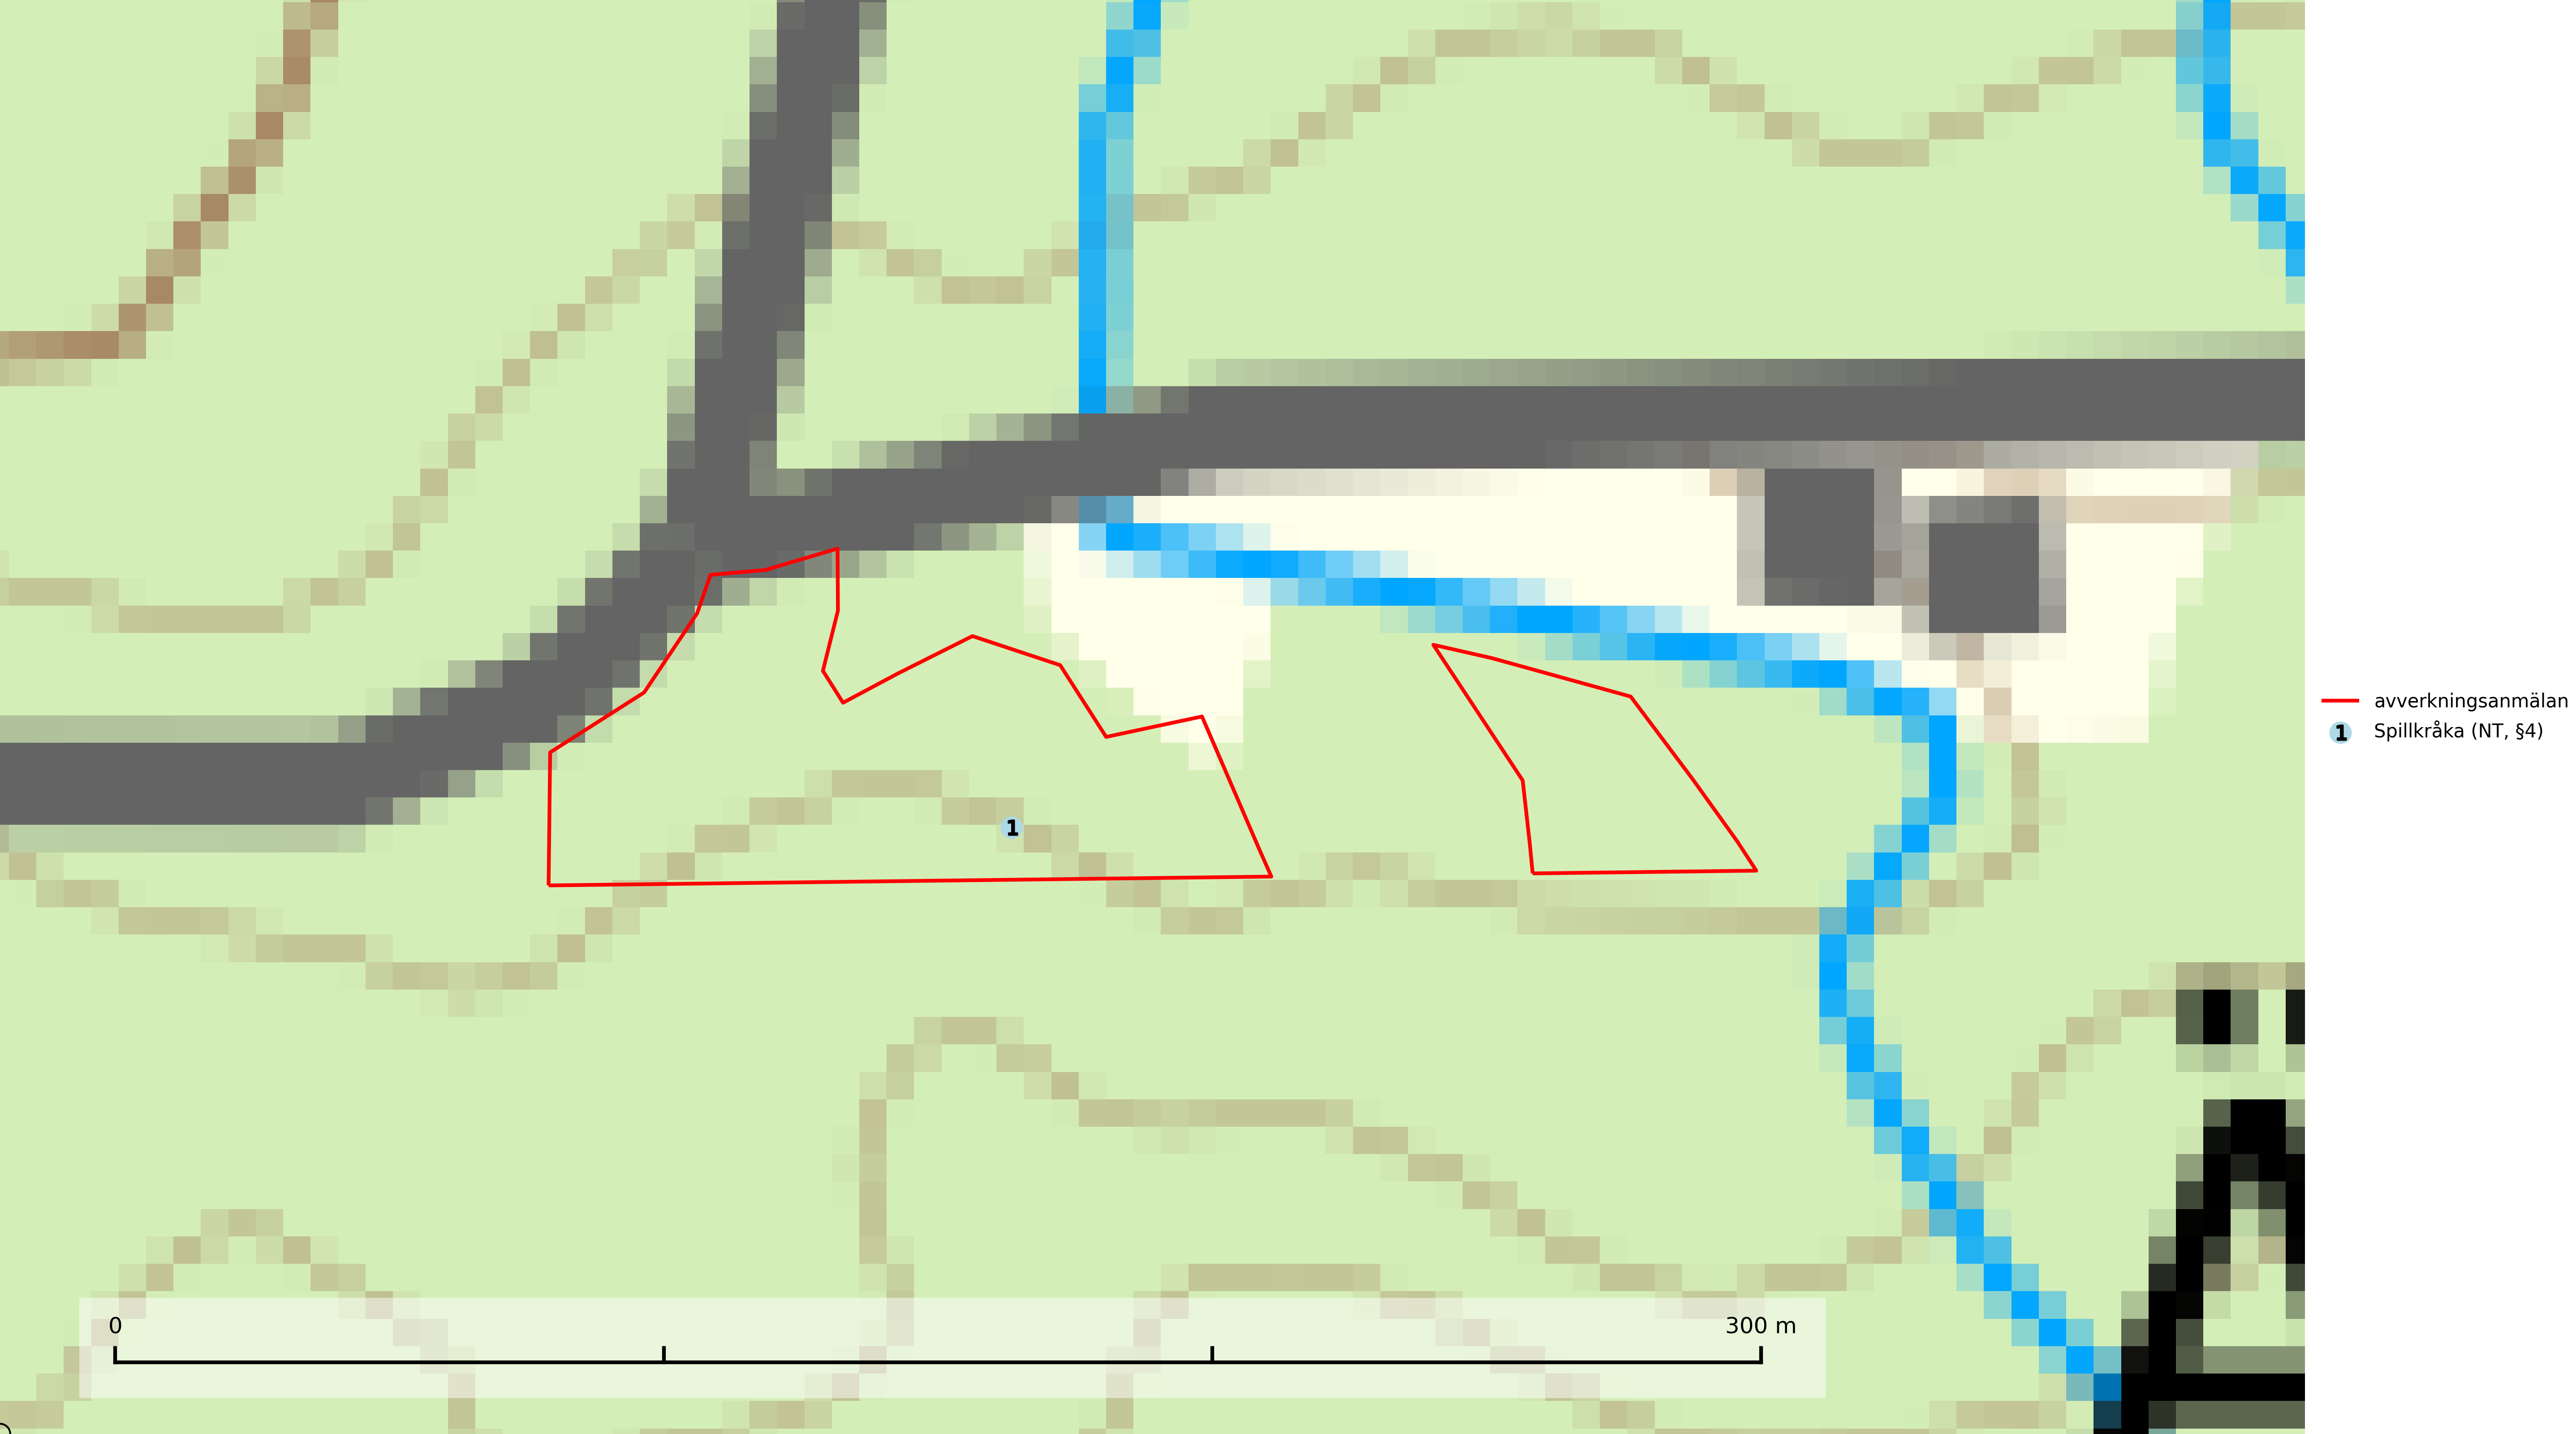 avverkningsanmälan
1 Spillkråka (NT, §4)
1
0 300 m